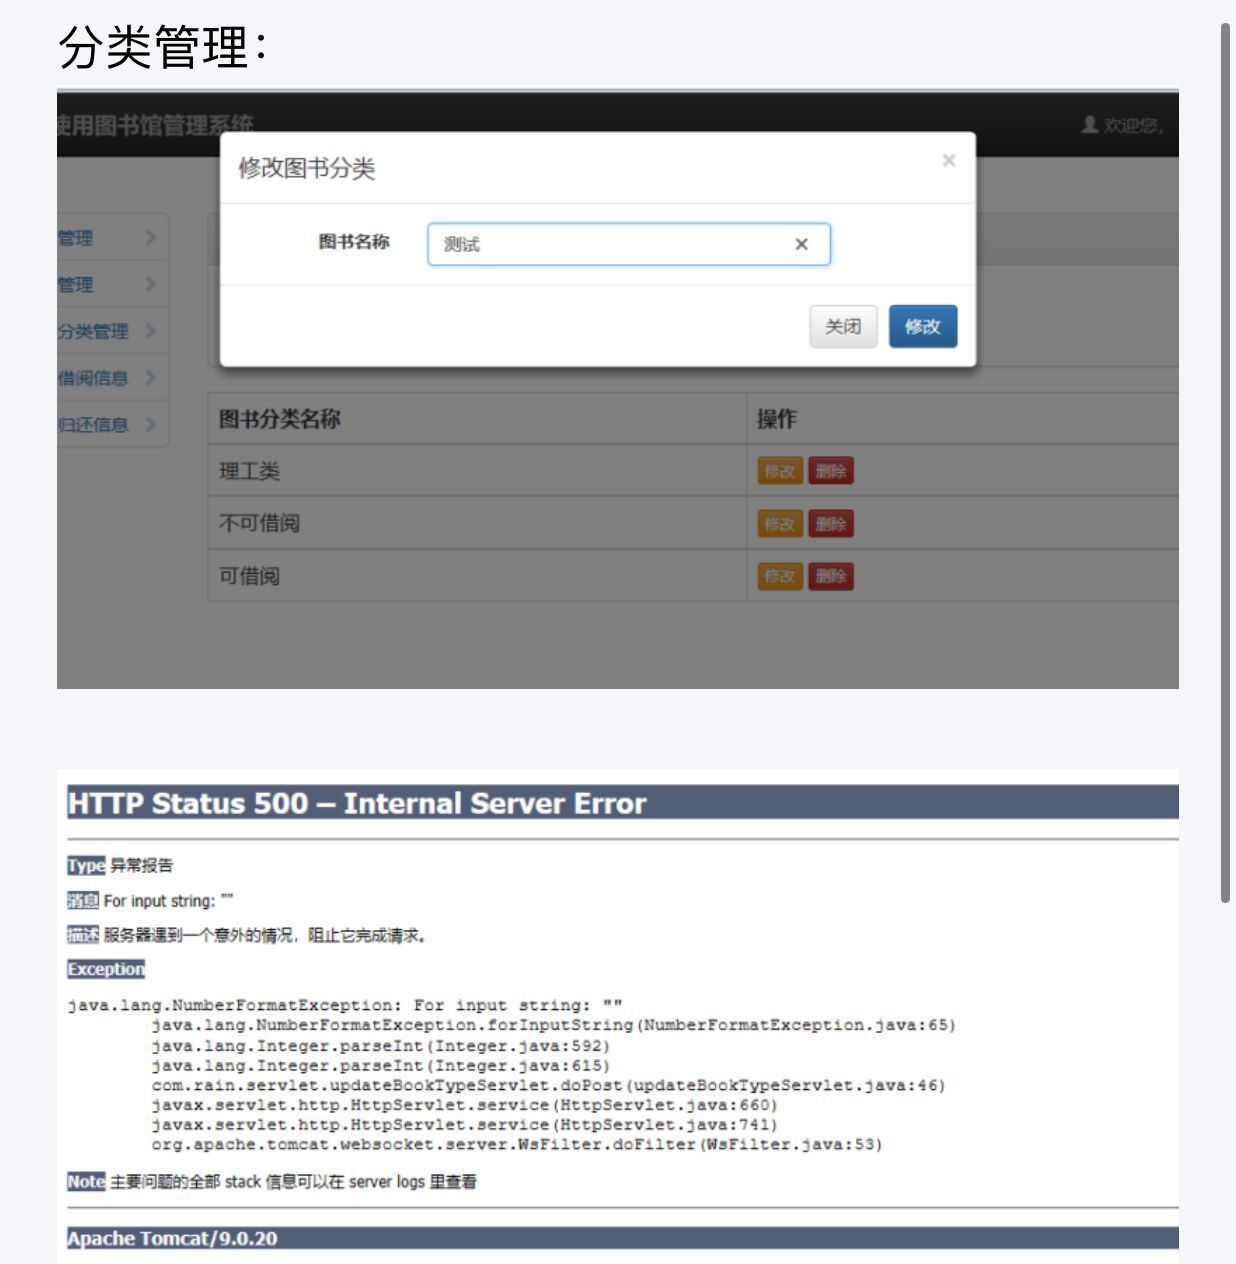 分类管理：
使用图书馆管理系统
欢迎您，
修改图书分类
×
图书名称 测试 ×
关闭 修改
管理
管理
分类管理
借阅信息
归还信息
图书分类名称 操作
理工类 修改 删除
不可借阅 修改 删除
可借阅 修改 删除
HTTP Status 500 – Internal Server Error
Type 异常报告
消息 For input string: ""
描述 服务器遇到一个意外的情况，阻止它完成请求。
Exception
java.lang.NumberFormatException: For input string: ""
java.lang.NumberFormatException.forInputString(NumberFormatException.java:65)
java.lang.Integer.parseInt(Integer.java:592)
java.lang.Integer.parseInt(Integer.java:615)
com.rain.servlet.updateBookTypeServlet.doPost(updateBookTypeServlet.java:46)
javax.servlet.http.HttpServlet.service(HttpServlet.java:660)
javax.servlet.http.HttpServlet.service(HttpServlet.java:741)
org.apache.tomcat.websocket.server.WsFilter.doFilter(WsFilter.java:53)
Note 主要问题的全部 stack 信息可以在 server logs 里查看
Apache Tomcat/9.0.20